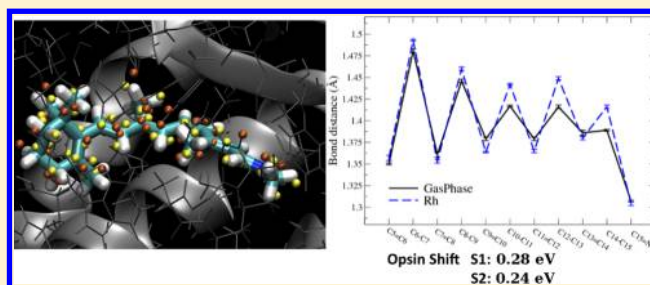 1.5
1.475
1.45
1.425
1.4
1.375
1.35
1.325
1.3
Bond distance (Å)
GasPhase
Rh
C5=C6
C6-C7
C7=C8
C8-C9
C9=C10
C10-C11
C11=C12
C12-C13
C13=C14
C14-C15
Opsin Shift S1: 0.28 eV
S2: 0.24 eV